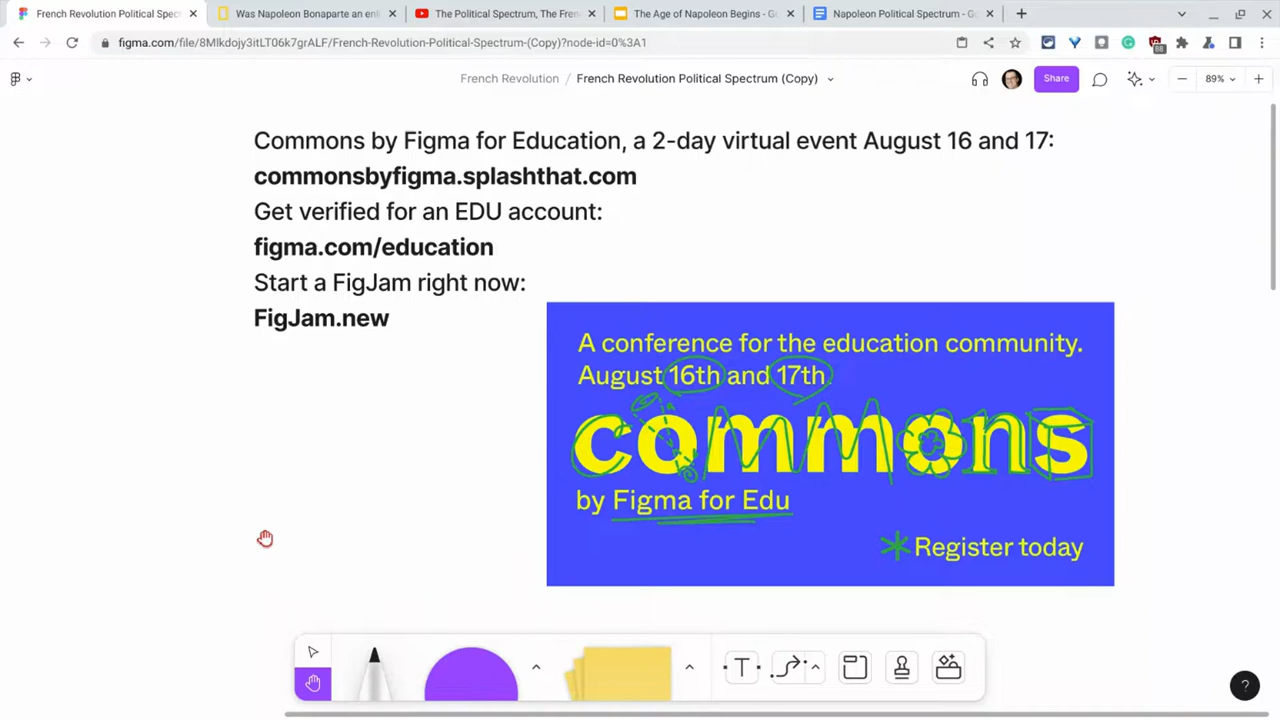 French Revolution Political Spec
Was Napoleon Bonaparte an enli
The Political Spectrum, The Fren
The Age of Napoleon Begins - Go
Napoleon Political Spectrum - Go
figma.com/file/8Mlkdojy3itLT06k7grALF/French-Revolution-Political-Spectrum-(Copy)?node-id=0%3A1
88
French Revolution / French Revolution Political Spectrum (Copy)
Share
89%
Commons by Figma for Education, a 2-day virtual event August 16 and 17:
commonsbyfigma.splashthat.com
Get verified for an EDU account:
figma.com/education
Start a FigJam right now:
FigJam.new
A conference for the education community.
August 16th and 17th.
commons
by Figma for Edu
Register today
T
?